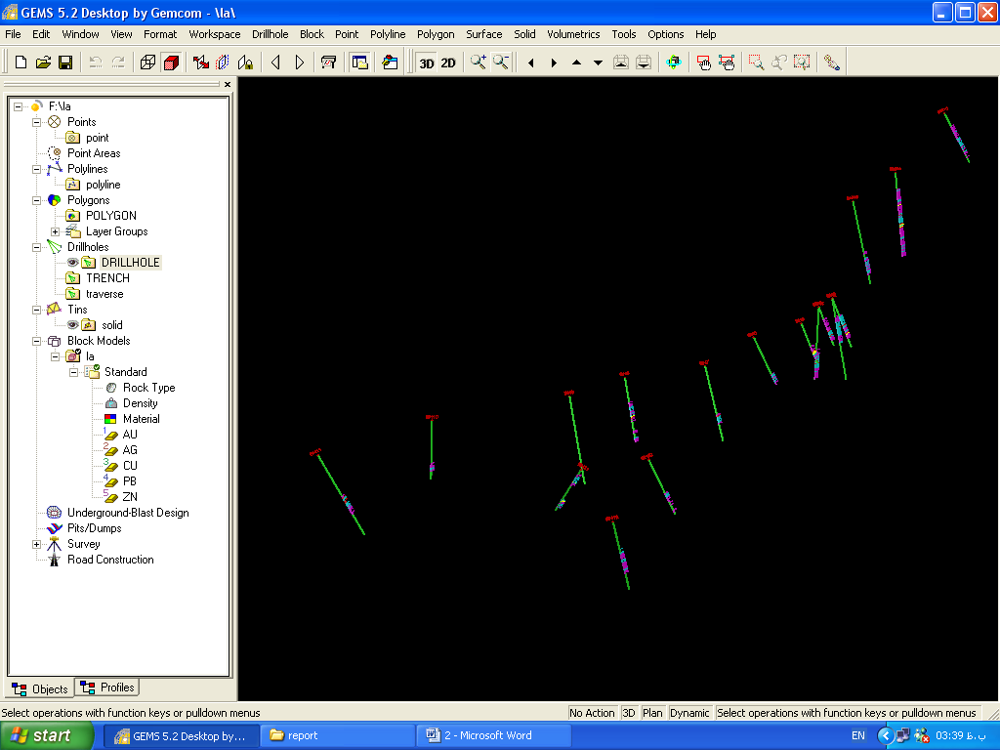 GEMS 5.2 Desktop by Gemcom - \la\
File Edit Window View Format Workspace Drillhole Block Point Polyline Polygon Surface Solid Volumetrics Tools Options Help
3D 2D
F:\la
Points
point
Point Areas
Polylines
polyline
Polygons
POLYGON
Layer Groups
Drillholes
DRILLHOLE
TRENCH
traverse
Tins
solid
Block Models
la
Standard
Rock Type
Density
Material
1 AU
2 AG
3 CU
4 PB
5 ZN
Underground-Blast Design
Pits/Dumps
Survey
Road Construction
Objects Profiles
Select operations with function keys or pulldown menus No Action 3D Plan Dynamic Select operations with function keys or pulldown menus
start GEMS 5.2 Desktop by... report 2 - Microsoft Word EN 03:39 ب.ظ